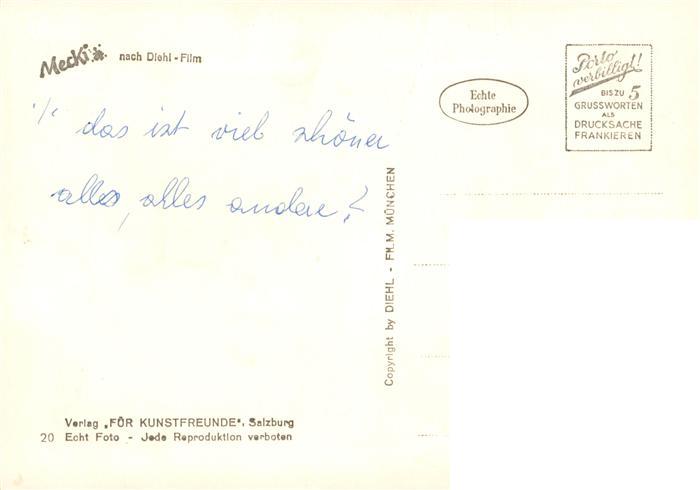 Mecki nach Diehl-Film
das ist viel schöner
alles, alles andere!
Echte
Photographie
Porto
verbilligt!
BIS ZU 5
GRUSSWORTEN
ALS
DRUCKSACHE
FRANKIEREN
Copyright by DIEHL - FILM. MÜNCHEN
Verlag „FÜR KUNSTFREUNDE", Salzburg
20 Echt Foto - Jede Reproduktion verboten